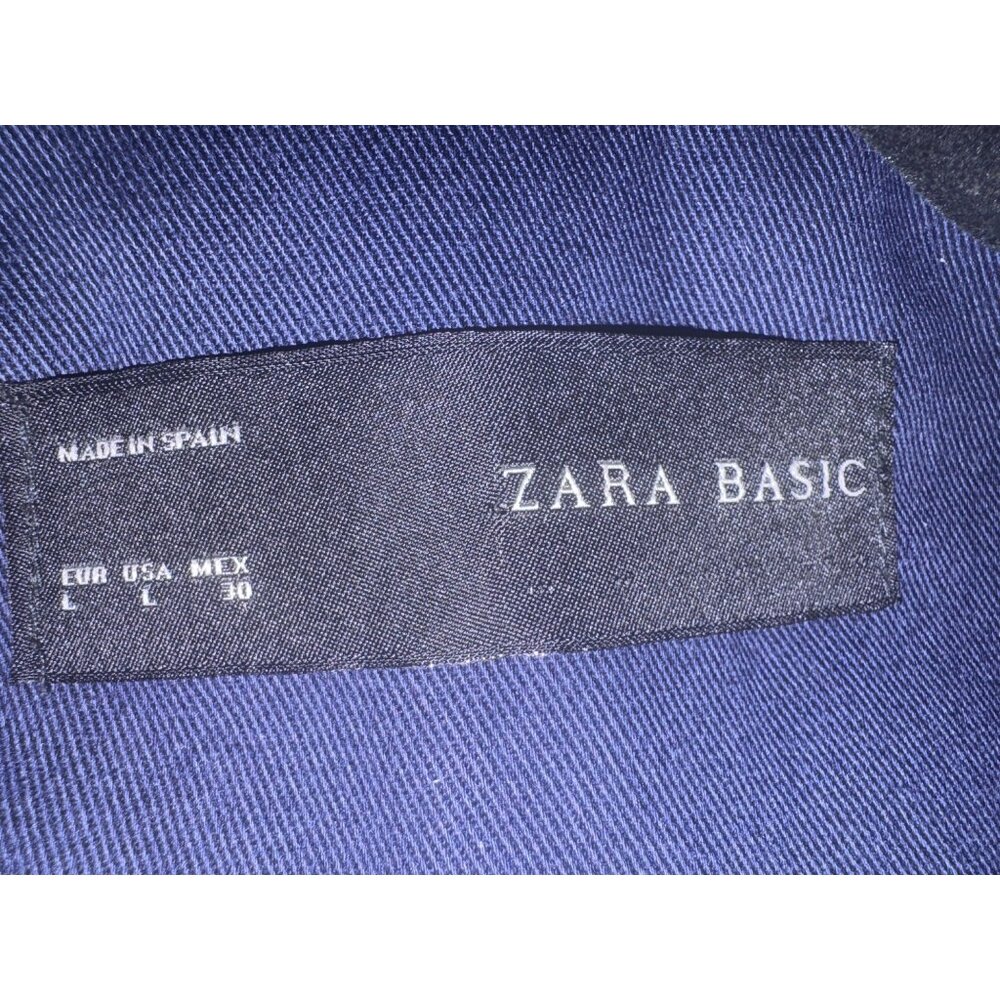 MADE IN SPAIN
ZARA BASIC
EUR USA MEX
L L 30